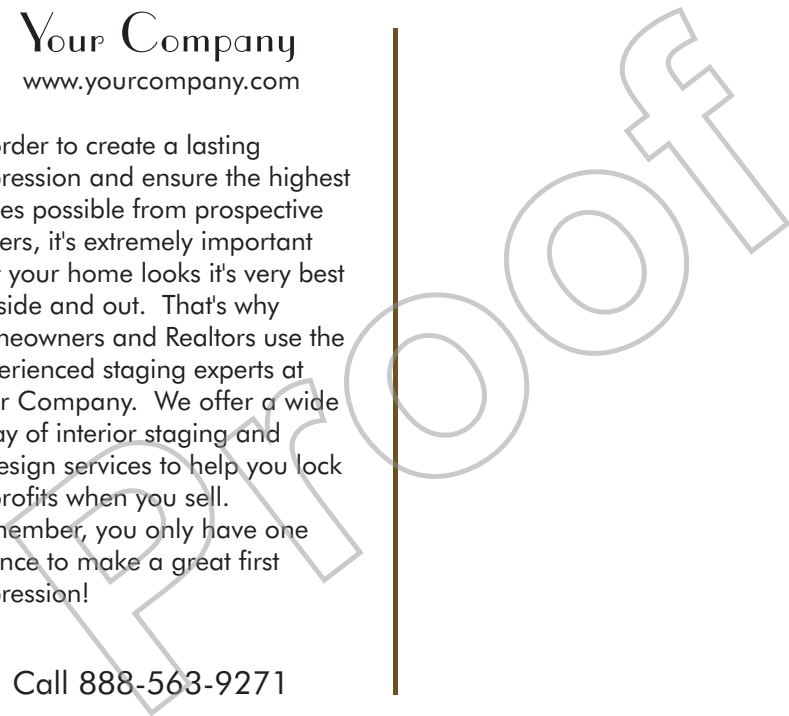 Your Company
www.yourcompany.com
rder to create a lasting
ression and ensure the highest
es possible from prospective
ers, it's extremely important
your home looks it's very best
side and out. That's why
neowners and Realtors use the
erienced staging experts at
r Company. We offer a wide
ay of interior staging and
esign services to help you lock
profits when you sell.
member, you only have one
nce to make a great first
pression!
Call 888-563-9271
Proof